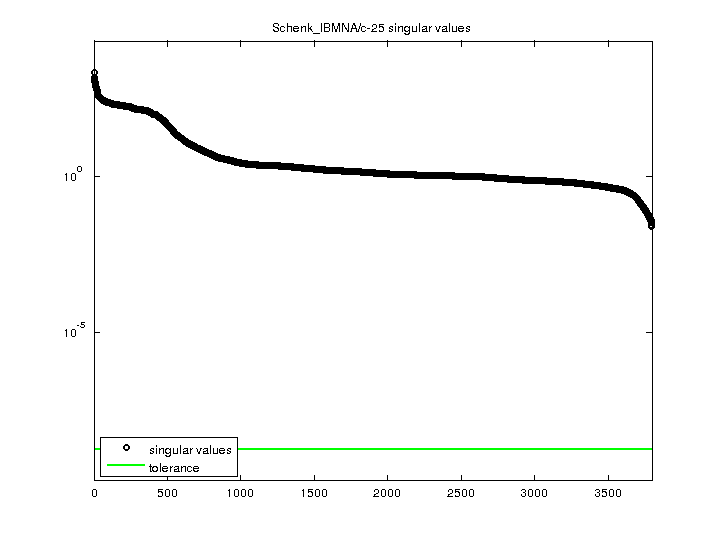 Schenk_IBMNA/c-25 singular values
10^0
10^-5
singular values
tolerance
0 500 1000 1500 2000 2500 3000 3500